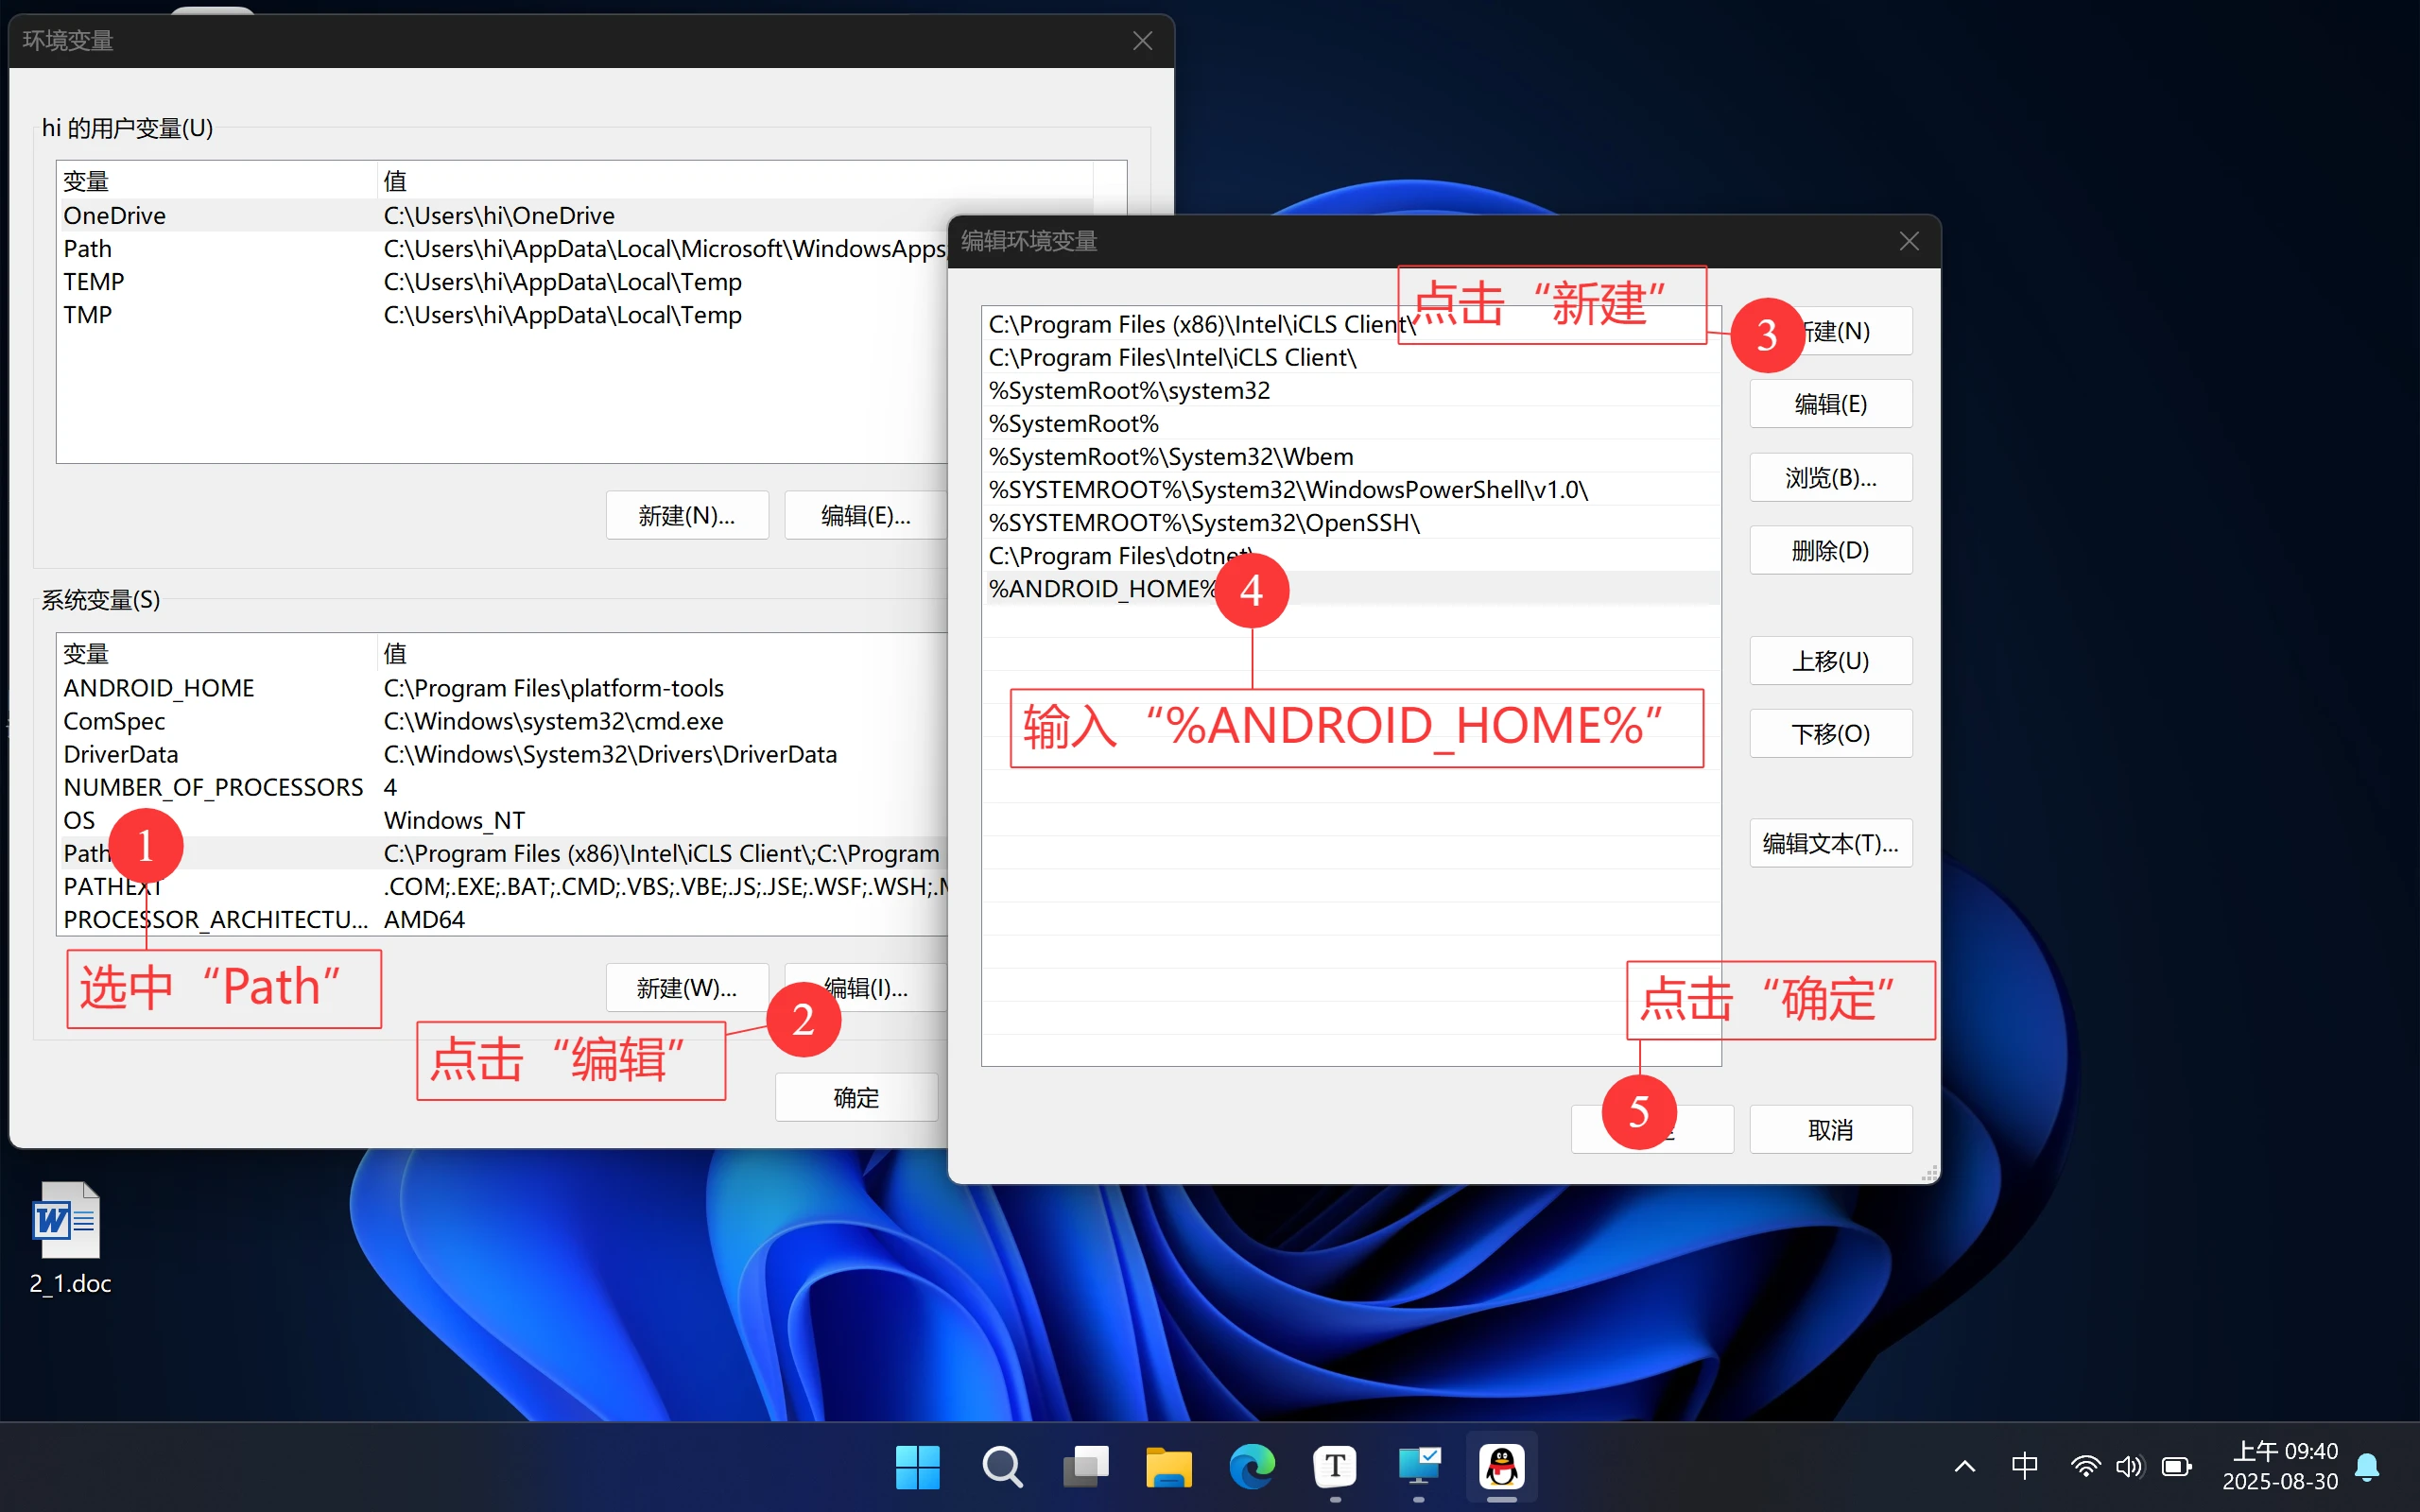 环境变量
hi 的用户变量(U)
变量 值
OneDrive C:\Users\hi\OneDrive
Path C:\Users\hi\AppData\Local\Microsoft\WindowsApps;
TEMP C:\Users\hi\AppData\Local\Temp
TMP C:\Users\hi\AppData\Local\Temp
新建(N)... 编辑(E)...
系统变量(S)
变量 值
ANDROID_HOME C:\Program Files\platform-tools
ComSpec C:\Windows\system32\cmd.exe
DriverData C:\Windows\System32\Drivers\DriverData
NUMBER_OF_PROCESSORS 4
OS Windows_NT
Path C:\Program Files (x86)\Intel\iCLS Client\;C:\Program
PATHEXT .COM;.EXE;.BAT;.CMD;.VBS;.VBE;.JS;.JSE;.WSF;.WSH;.M
PROCESSOR_ARCHITECTU... AMD64
1
选中“Path”
新建(W)... 编辑(I)...
2
点击“编辑”
确定
编辑环境变量
点击“新建”
3
建(N)
C:\Program Files (x86)\Intel\iCLS Client\
C:\Program Files\Intel\iCLS Client\
%SystemRoot%\system32
%SystemRoot%
%SystemRoot%\System32\Wbem
%SYSTEMROOT%\System32\WindowsPowerShell\v1.0\
%SYSTEMROOT%\System32\OpenSSH\
C:\Program Files\dotnet\
%ANDROID_HOME%
4
输入“%ANDROID_HOME%”
编辑(E)
浏览(B)...
删除(D)
上移(U)
下移(O)
编辑文本(T)...
点击“确定”
5
取消
W
2_1.doc
T
中
上午 09:40
2025-08-30